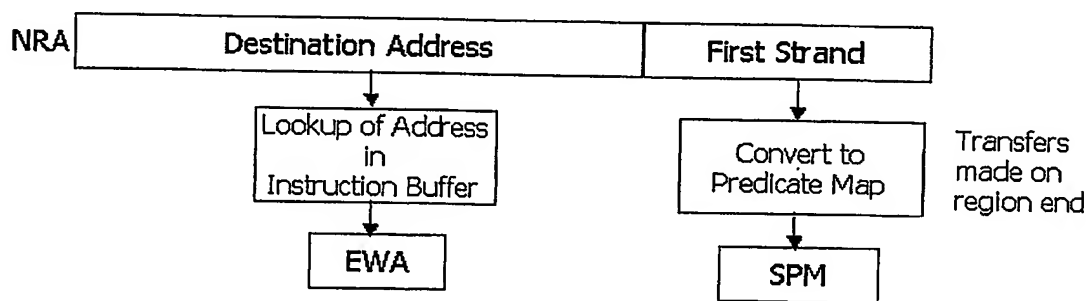 NRA
Destination Address
First Strand
Lookup of Address
in
Instruction Buffer
Convert to
Predicate Map
Transfers
made on
region end
EWA
SPM